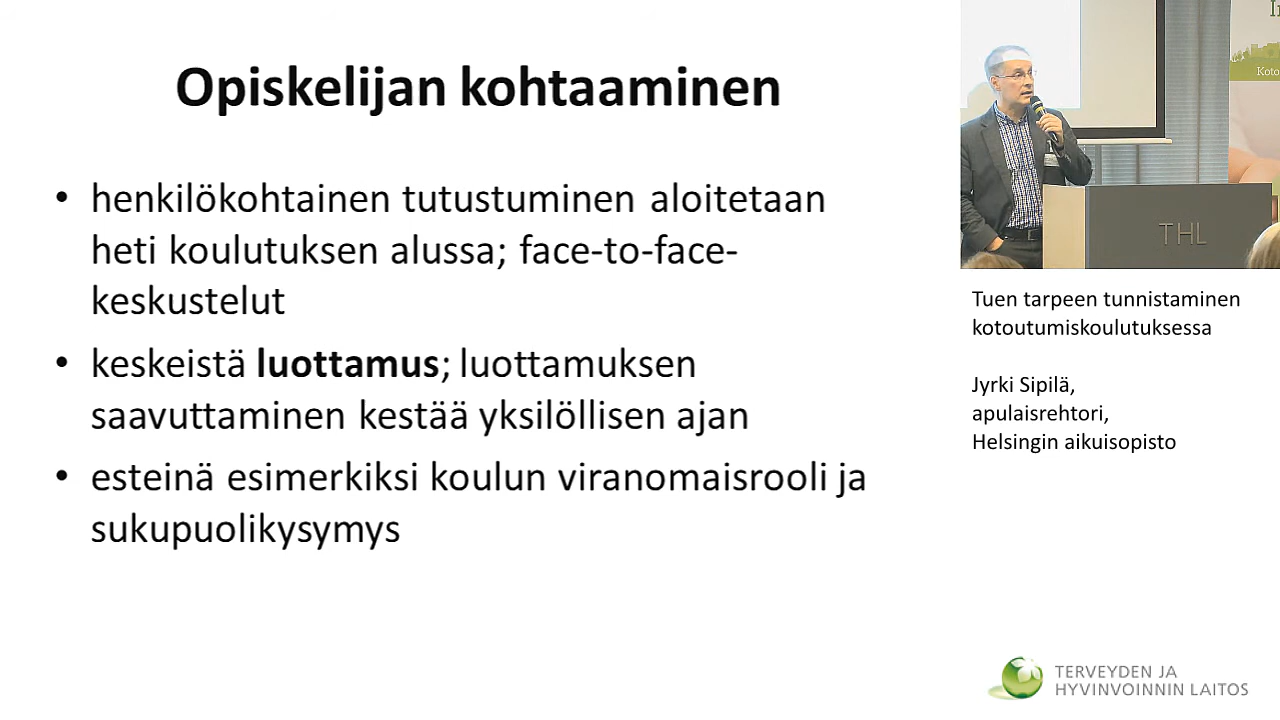 Opiskelijan kohtaaminen
• henkilökohtainen tutustuminen aloitetaan
heti koulutuksen alussa; face-to-face-
keskustelut
• keskeistä luottamus; luottamuksen
saavuttaminen kestää yksilöllisen ajan
• esteinä esimerkiksi koulun viranomaisrooli ja
sukupuolikysymys
Koto
THL
Tuen tarpeen tunnistaminen
kotoutumiskoulutuksessa
Jyrki Sipilä,
apulaisrehtori,
Helsingin aikuisopisto
TERVEYDEN JA
HYVINVOINNIN LAITOS